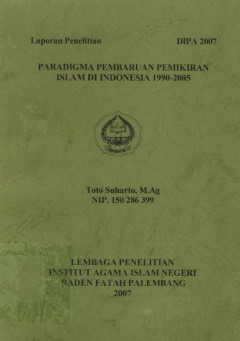 Laporan Penelitian DIPA 2007
PARADIGMA PEMBARUAN PEMIKIRAN
ISLAM DI INDONESIA 1990-2005
Toto Suharto, M.Ag
NIP. 150 286 399
LEMBAGA PENELITIAN
INSTITUT AGAMA ISLAM NEGERI
RADEN FATAH PALEMBANG
2007